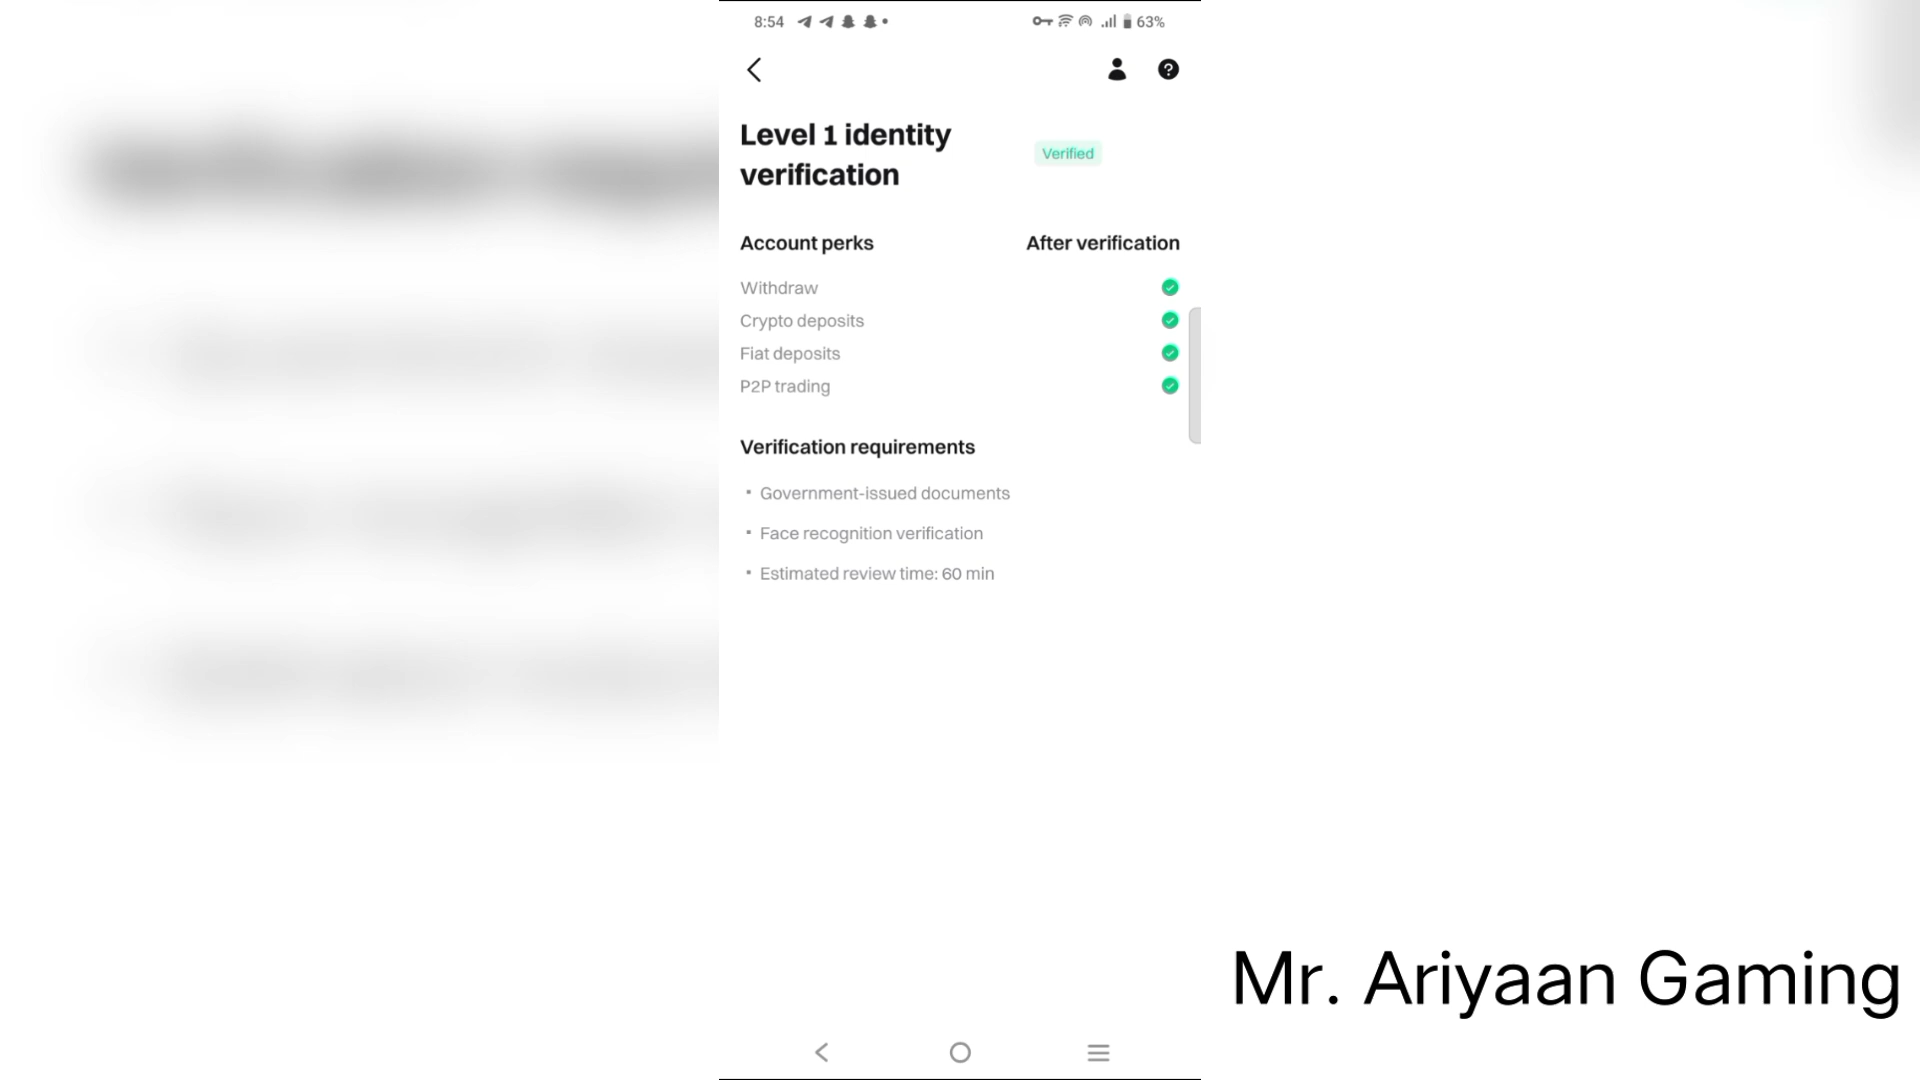 8:54
63%
Level 1 identity
verification
Verified
Account perks
After verification
Withdraw
Crypto deposits
Fiat deposits
P2P trading
Verification requirements
• Government-issued documents
• Face recognition verification
• Estimated review time: 60 min
Mr. Ariyaan Gaming